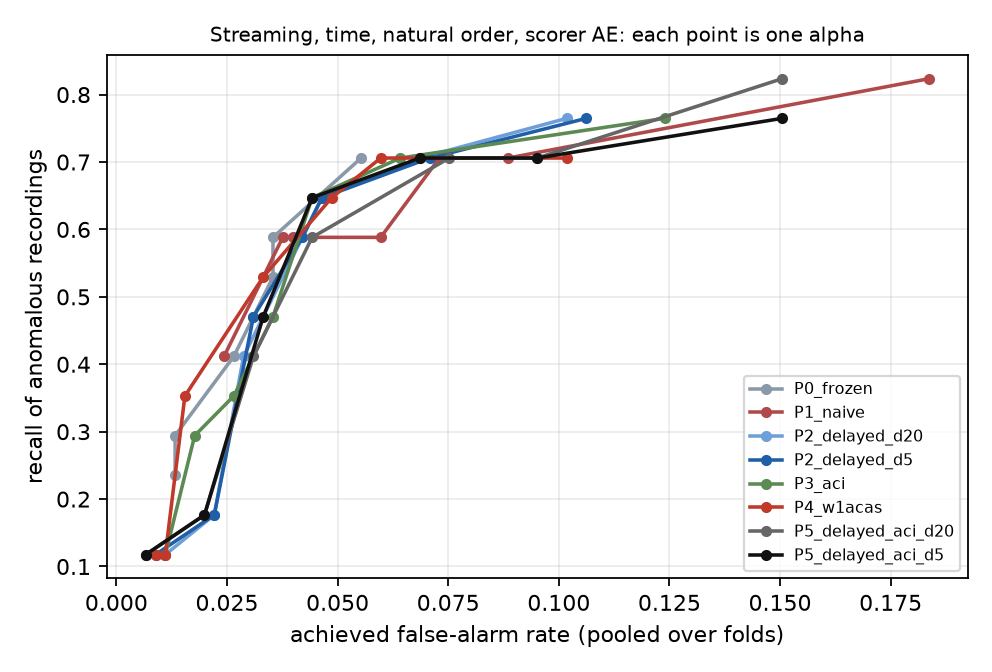 Streaming, time, natural order, scorer AE: each point is one alpha
recall of anomalous recordings
0.8
0.7
0.6
0.5
0.4
0.3
0.2
0.1
P0_frozen
P1_naive
P2_delayed_d20
P2_delayed_d5
P3_aci
P4_w1acas
P5_delayed_aci_d20
P5_delayed_aci_d5
0.000 0.025 0.050 0.075 0.100 0.125 0.150 0.175
achieved false-alarm rate (pooled over folds)